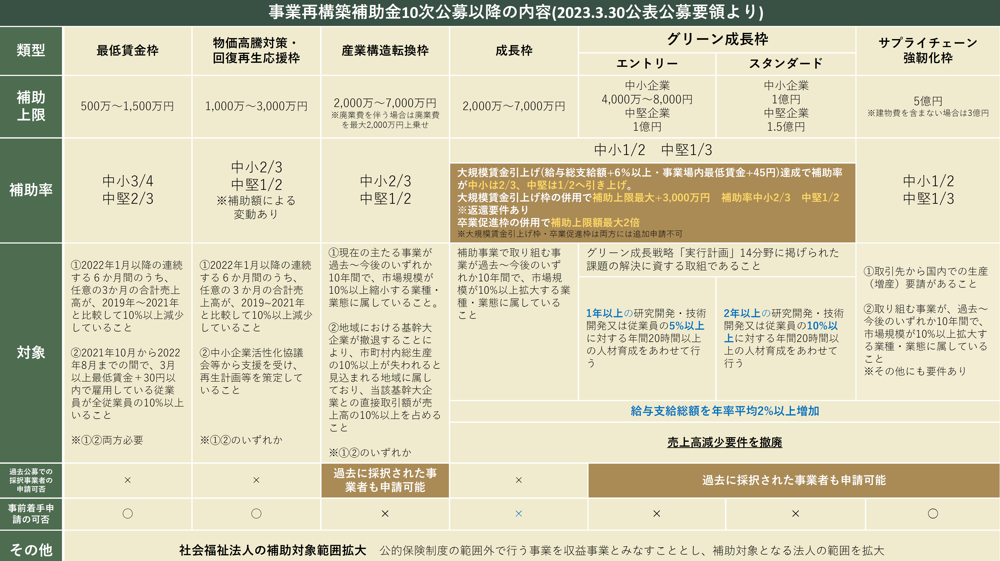 事業再構築補助金10次公募以降の内容(2023.3.30公表公募要領より)
類型
最低賃金枠
物価高騰対策・
回復再生応援枠
産業構造転換枠
成長枠
グリーン成長枠
エントリー
スタンダード
サプライチェーン
強靭化枠
補助
上限
500万～1,500万円
1,000万～3,000万円
2,000万～7,000万円
※廃業費を伴う場合は廃業費
を最大2,000万円上乗せ
2,000万～7,000万円
中小企業
4,000万～8,000円
中堅企業
1億円
中小企業
1億円
中堅企業
1.5億円
5億円
※建物費を含まない場合は3億円
補助率
中小3/4
中堅2/3
中小2/3
中堅1/2
※補助額による
変動あり
中小2/3
中堅1/2
中小1/2　中堅1/3
大規模賃金引上げ(給与総支給額+6%以上・事業場内最低賃金+45円)達成で補助率
が中小は2/3、中堅は1/2へ引き上げ。
大規模賃金引上げ枠の併用で補助上限最大+3,000万円　補助率中小2/3　中堅1/2
※返還要件あり
卒業促進枠の併用で補助上限額最大2倍
※大規模賃金引上げ枠・卒業促進枠は両方には追加申請不可
中小1/2
中堅1/3
対象
①2022年1月以降の連続
する６か月間のうち、
任意の3か月の合計売上
高が、2019年～2021年
と比較して10%以上減少
していること
②2021年10月から2022
年8月までの間で、3月
以上最低賃金＋30円以
内で雇用している従業
員が全従業員の10%以上
いること
※①②両方必要
①2022年1月以降の連続
する６か月間のうち、
任意の３か月の合計売
上高が、2019~2021年
と比較して10%以上減少
していること
②中小企業活性化協議
会等から支援を受け、
再生計画等を策定して
いること
※①②のいずれか
①現在の主たる事業が
過去～今後のいずれか
10年間で、市場規模が
10%以上縮小する業種・
業態に属していること。
②地域における基幹大
企業が撤退することに
より、市町村内総生産
の10%以上が失われると
見込まれる地域に属し
ており、当該基幹大企
業との直接取引額が売
上高の10%以上を占める
こと
※①②のいずれか
補助事業で取り組む事
業が過去～今後のいず
れか10年間で、市場規
模が10%以上拡大する業
種・業態に属している
こと
グリーン成長戦略「実行計画」14分野に掲げられた
課題の解決に資する取組であること
1年以上の研究開発・技術
開発又は従業員の5%以上
に対する年間20時間以上
の人材育成をあわせて行
う
2年以上の研究開発・技術
開発又は従業員の10%以
上に対する年間20時間以
上の人材育成をあわせて
行う
①取引先から国内での生産
（増産）要請があること
②取り組む事業が、過去～
今後のいずれか10年間で、
市場規模が10%以上拡大す
る業種・業態に属している
こと
※その他にも要件あり
給与支給総額を年率平均2%以上増加
売上高減少要件を撤廃
過去公募での
採択事業者の
申請可否
×
×
過去に採択された事
業者も申請可能
×
過去に採択された事業者も申請可能
事前着手申
請の可否
○
○
×
×
×
×
○
その他
社会福祉法人の補助対象範囲拡大　公的保険制度の範囲外で行う事業を収益事業とみなすこととし、補助対象となる法人の範囲を拡大